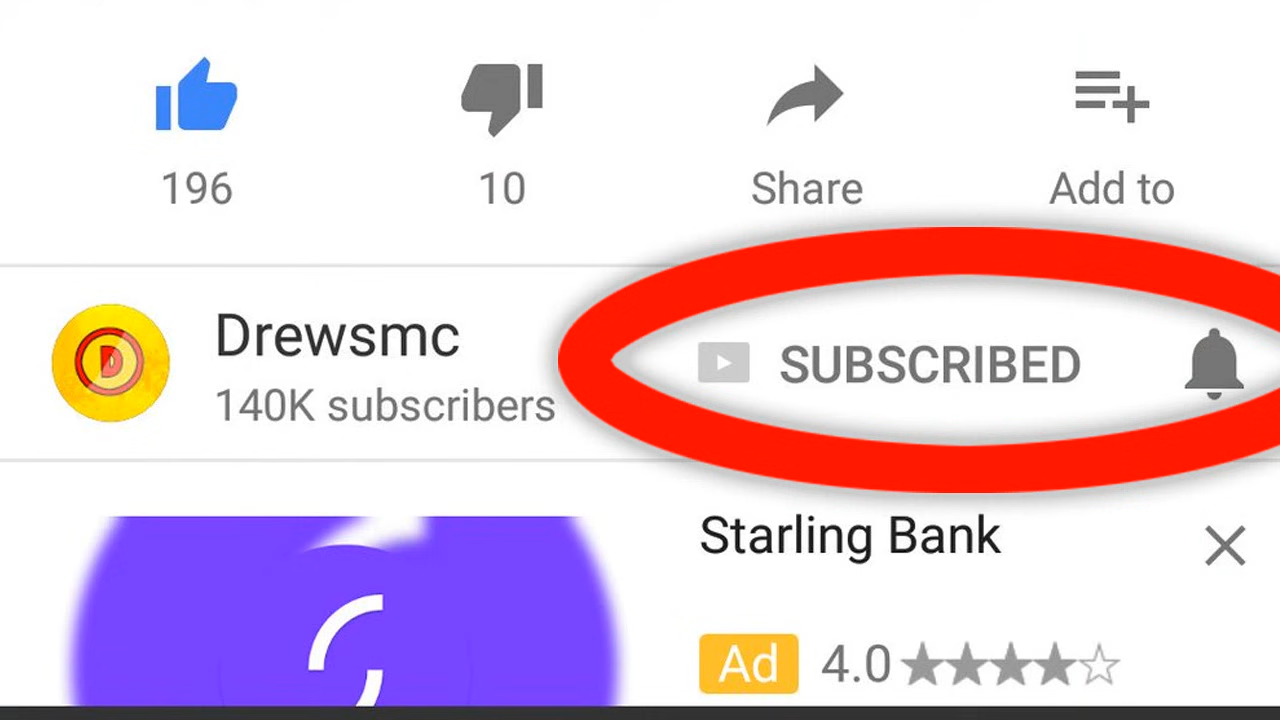 196
10
Share
Add to
Drewsmc
140K subscribers
SUBSCRIBED
D
Starling Bank
Ad 4.0